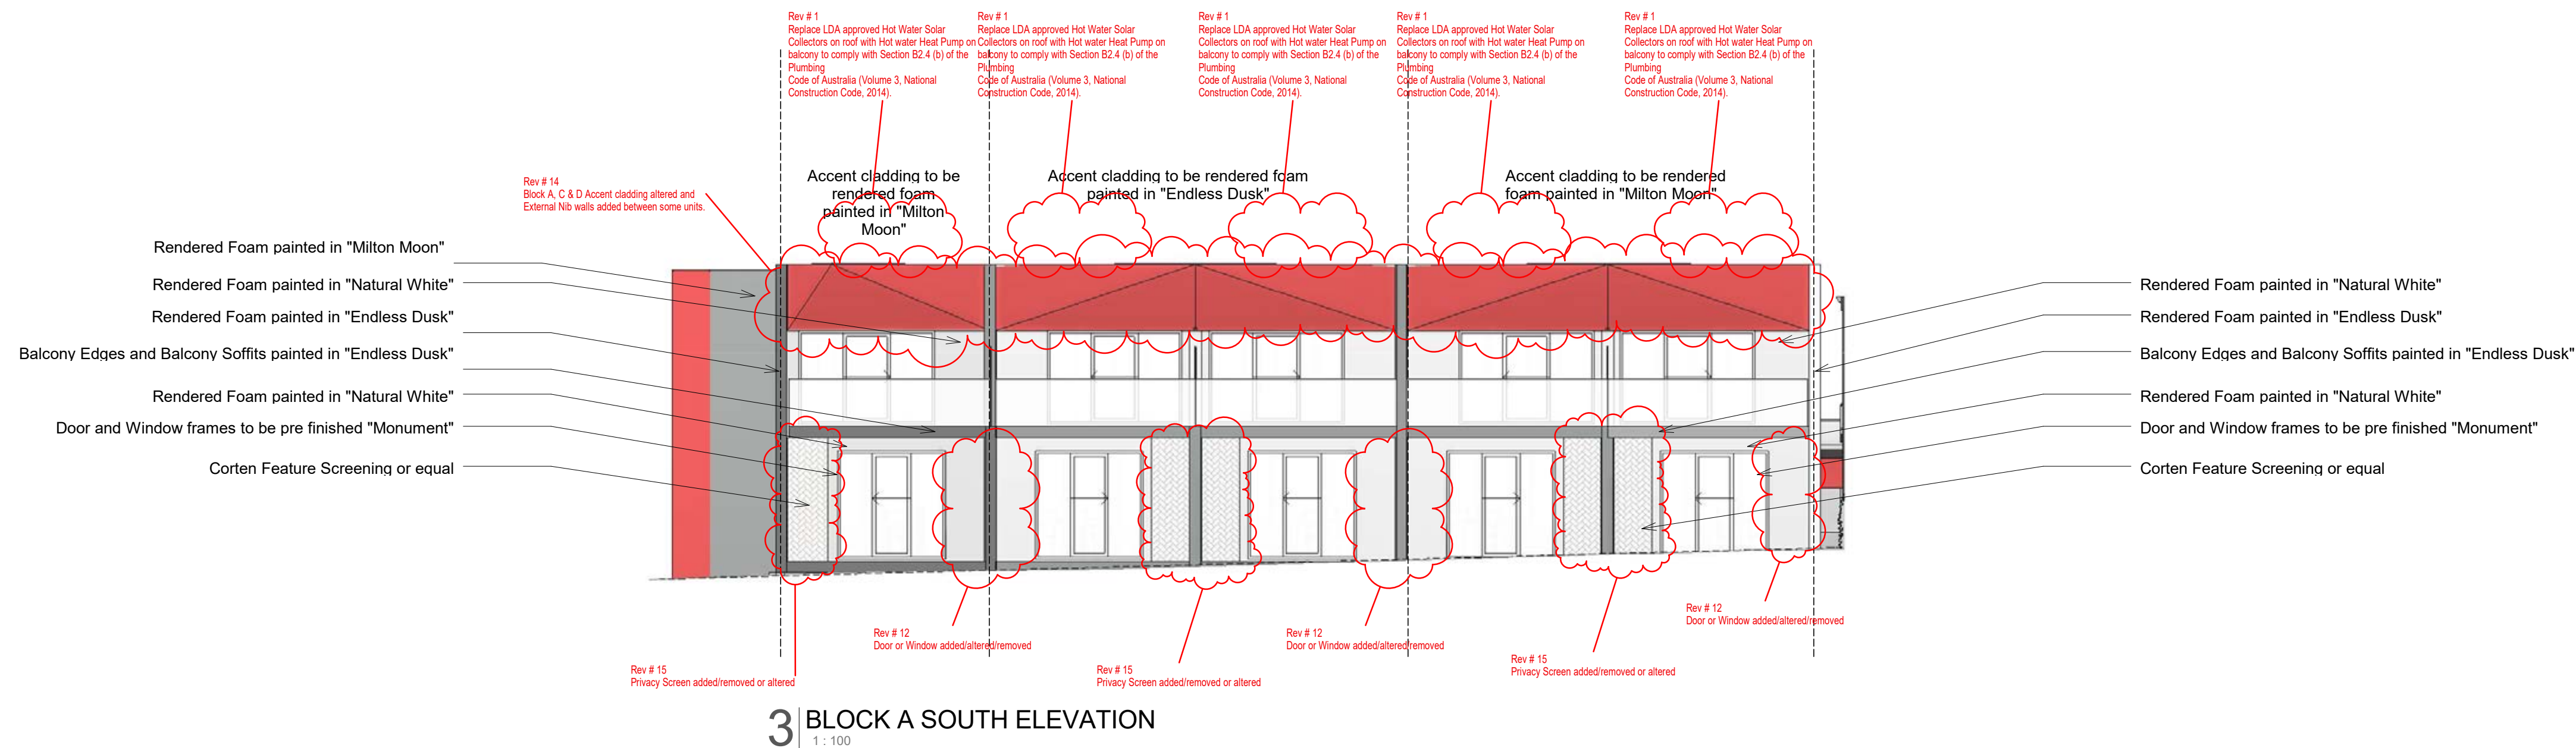 Rev # 1
Replace LDA approved Hot Water Solar
Collectors on roof with Hot water Heat Pump on
balcony to comply with Section B2.4 (b) of the
Plumbing
Code of Australia (Volume 3, National
Construction Code, 2014).
Rev # 1
Replace LDA approved Hot Water Solar
Collectors on roof with Hot water Heat Pump on
balcony to comply with Section B2.4 (b) of the
Plumbing
Code of Australia (Volume 3, National
Construction Code, 2014).
Rev # 1
Replace LDA approved Hot Water Solar
Collectors on roof with Hot water Heat Pump on
balcony to comply with Section B2.4 (b) of the
Plumbing
Code of Australia (Volume 3, National
Construction Code, 2014).
Rev # 1
Replace LDA approved Hot Water Solar
Collectors on roof with Hot water Heat Pump on
balcony to comply with Section B2.4 (b) of the
Plumbing
Code of Australia (Volume 3, National
Construction Code, 2014).
Rev # 1
Replace LDA approved Hot Water Solar
Collectors on roof with Hot water Heat Pump on
balcony to comply with Section B2.4 (b) of the
Plumbing
Code of Australia (Volume 3, National
Construction Code, 2014).
Accent cladding to be
rendered foam
painted in "Milton
Moon"
Accent cladding to be rendered foam
painted in "Endless Dusk"
Accent cladding to be rendered
foam painted in "Milton Moon"
Rev # 14
Block A, C & D Accent cladding altered and
External Nib walls added between some units.
Rendered Foam painted in "Milton Moon"
Rendered Foam painted in "Natural White"
Rendered Foam painted in "Endless Dusk"
Balcony Edges and Balcony Soffits painted in "Endless Dusk"
Rendered Foam painted in "Natural White"
Door and Window frames to be pre finished "Monument"
Corten Feature Screening or equal
Rendered Foam painted in "Natural White"
Rendered Foam painted in "Endless Dusk"
Balcony Edges and Balcony Soffits painted in "Endless Dusk"
Rendered Foam painted in "Natural White"
Door and Window frames to be pre finished "Monument"
Corten Feature Screening or equal
Rev # 12
Door or Window added/altered/removed
Rev # 12
Door or Window added/altered/removed
Rev # 12
Door or Window added/altered/removed
Rev # 15
Privacy Screen added/removed or altered
Rev # 15
Privacy Screen added/removed or altered
Rev # 15
Privacy Screen added/removed or altered
3 BLOCK A SOUTH ELEVATION
1 : 100